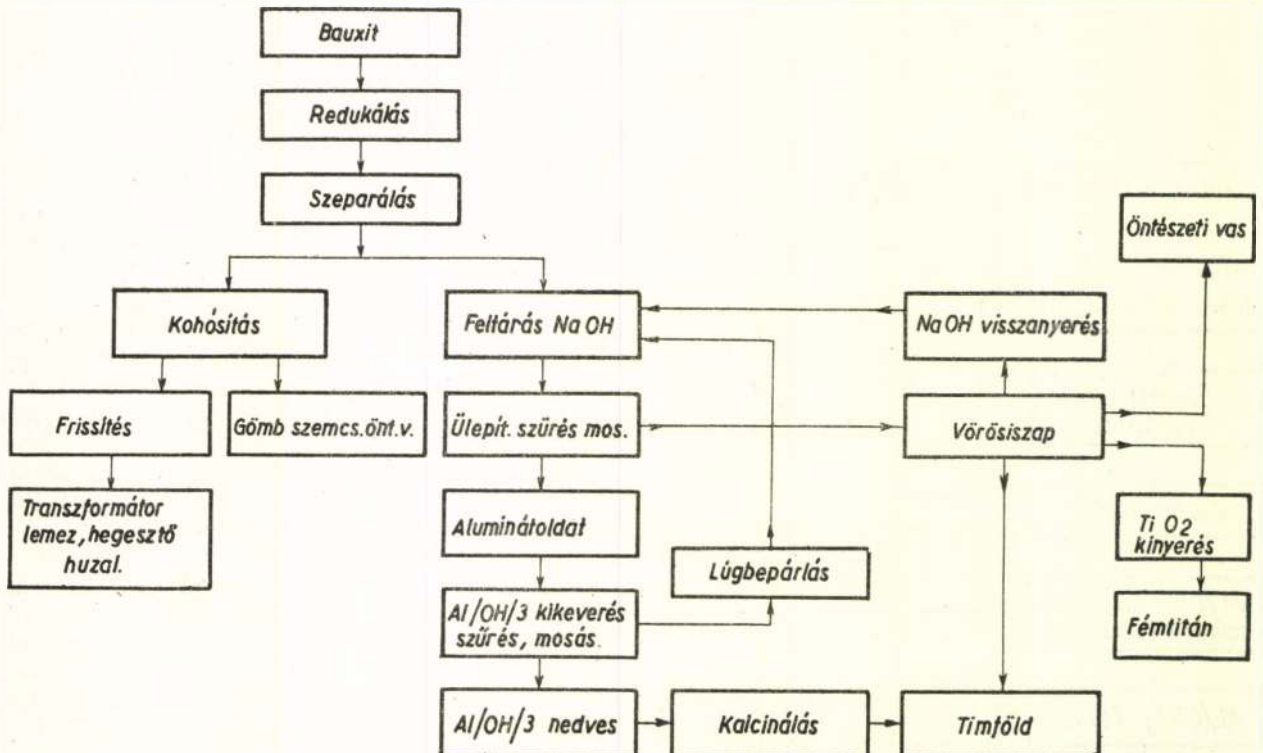 Bauxit
Redukálás
Szeparálás
Öntészeti vas
Kohósítás
Feltárás NaOH
NaOH visszanyerés
Frissítés
Gömb szemcs.önt.v.
Ülepít. szűrés mos.
Vörösiszap
Transzformátor
lemez, hegesztő
huzal.
Aluminátoldat
Lúgbepárlás
Ti O2
kinyerés
Al/OH/3 kikeverés
szűrés, mosás.
Fémtitán
Al/OH/3 nedves
Kalcinálás
Timföld